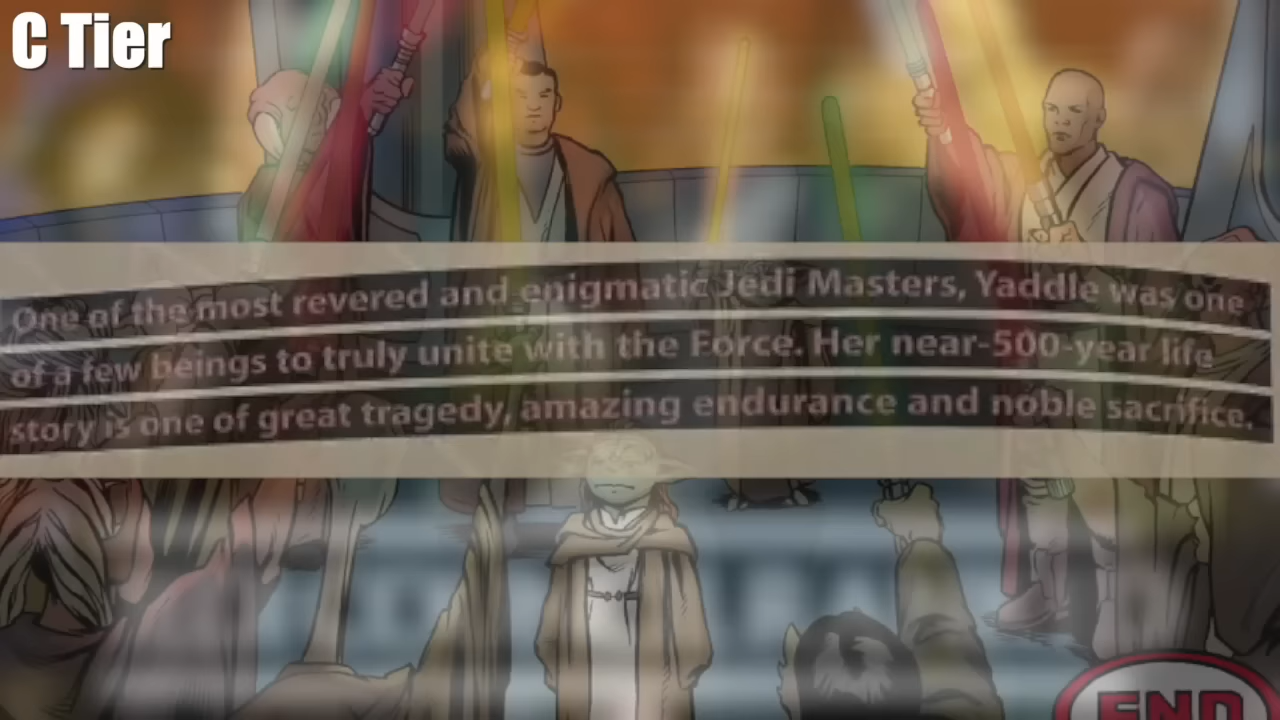 C Tier
One of the most revered and enigmatic Jedi Masters, Yaddle was one
of a few beings to truly unite with the Force. Her near-500-year life
story is one of great tragedy, amazing endurance and noble sacrifice.
END